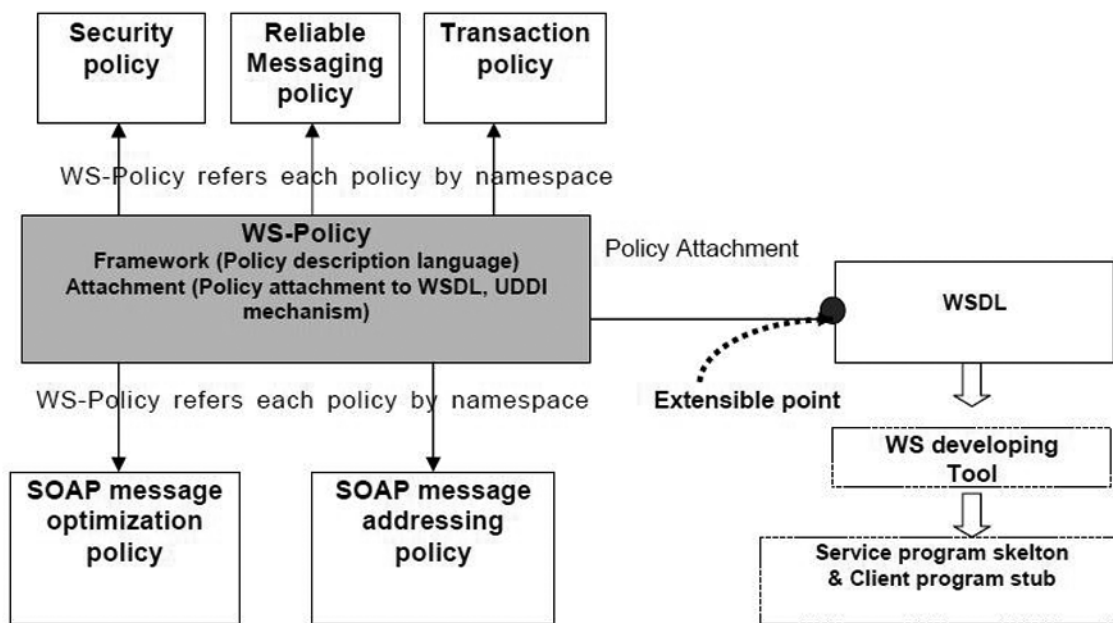 Security
policy
Reliable
Messaging
policy
Transaction
policy
WS-Policy refers each policy by namespace
WS-Policy
Framework (Policy description language)
Attachment (Policy attachment to WSDL, UDDI
mechanism)
Policy Attachment
WSDL
Extensible point
WS-Policy refers each policy by namespace
WS developing
Tool
SOAP message
optimization
policy
SOAP message
addressing
policy
Service program skelton
& Client program stub